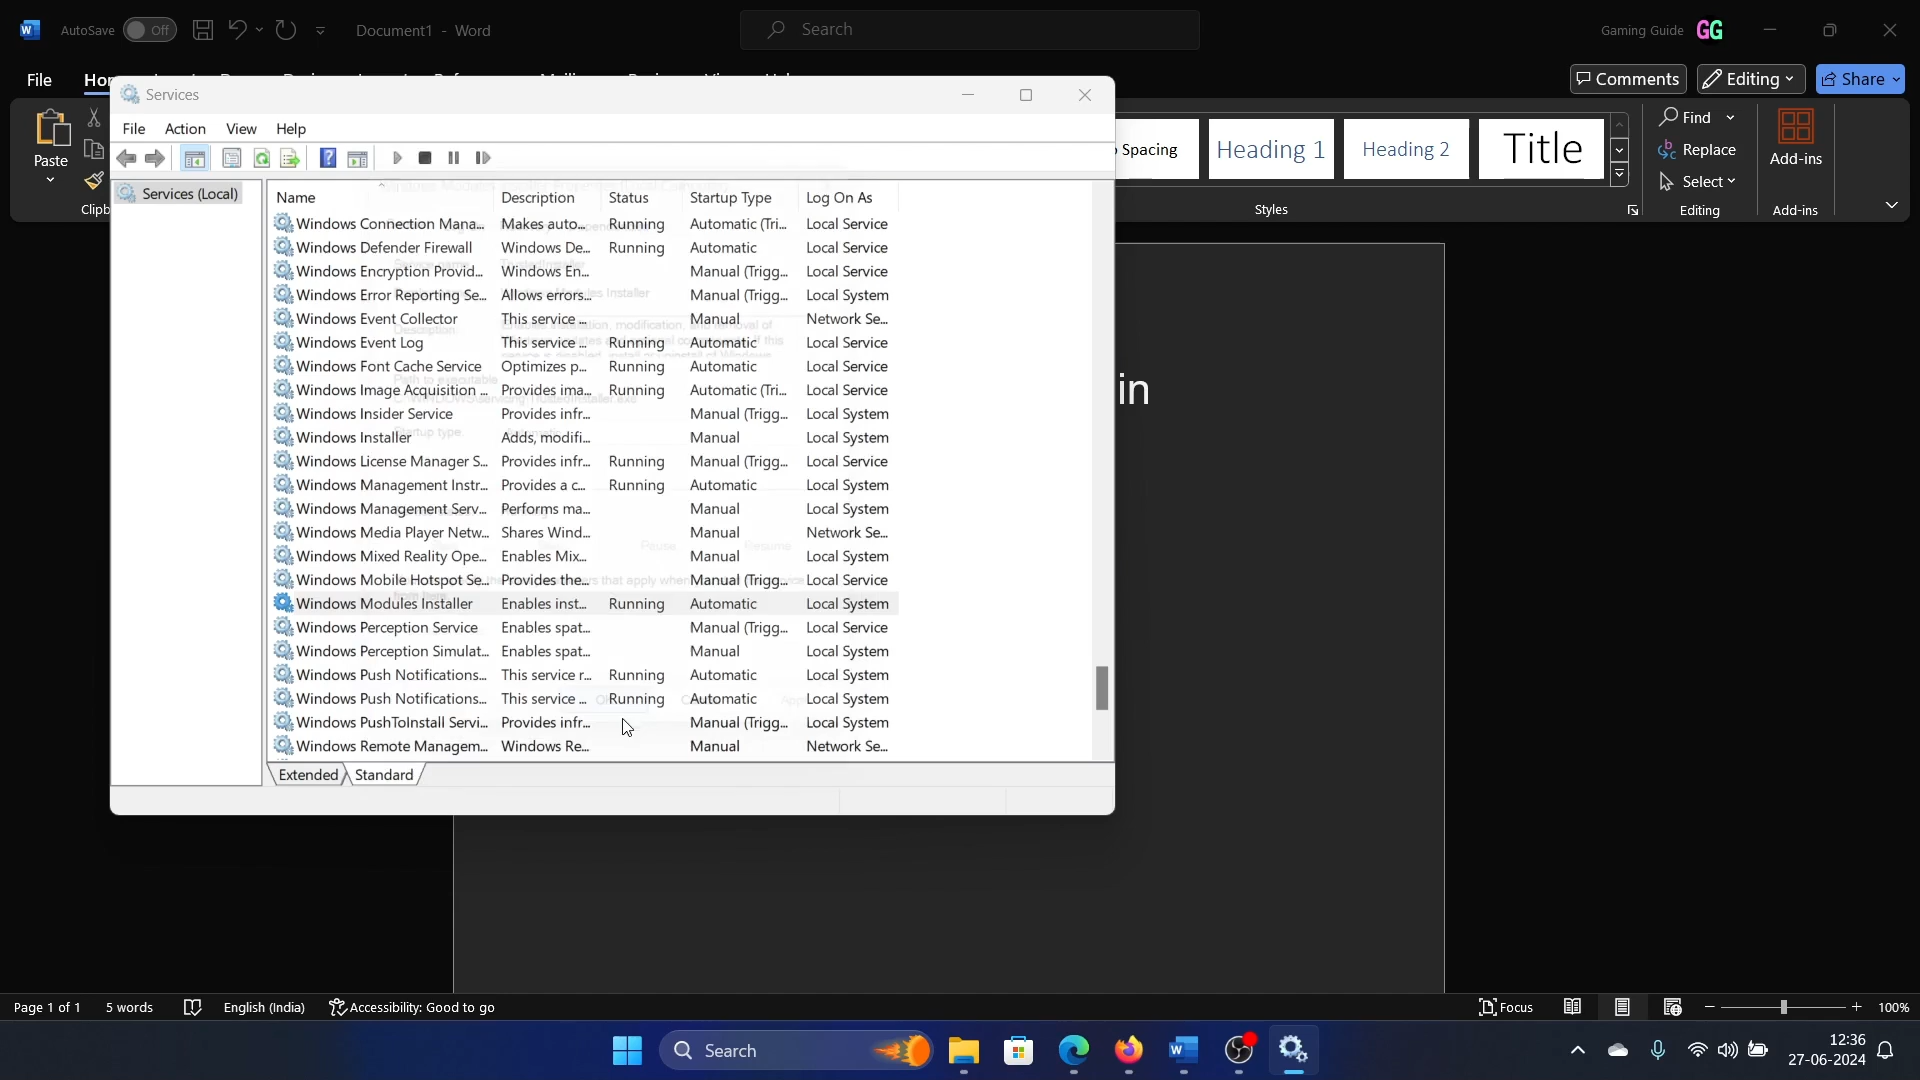 AutoSave Off Document1 - Word Search Gaming Guide GG
File
Comments Editing Share
Services
File Action View Help
Paste
Spacing Heading 1 Heading 2 Title
Find
Replace
Select
Add-ins
Styles Editing Add-ins
Services (Local)
Name Description Status Startup Type Log On As
Windows Connection Mana... Makes auto... Running Automatic (Tri... Local Service
Windows Defender Firewall Windows De... Running Automatic Local Service
Windows Encryption Provid... Windows En... Manual (Trigg... Local Service
Windows Error Reporting Se... Allows errors... Manual (Trigg... Local System
Windows Event Collector This service ... Manual Network Se...
Windows Event Log This service ... Running Automatic Local Service
Windows Font Cache Service Optimizes p... Running Automatic Local Service
Windows Image Acquisition ... Provides ima... Running Automatic (Tri... Local Service
Windows Insider Service Provides infr... Manual (Trigg... Local System
Windows Installer Adds, modifi... Manual Local System
Windows License Manager S... Provides infr... Running Manual (Trigg... Local Service
Windows Management Instr... Provides a c... Running Automatic Local System
Windows Management Serv... Performs ma... Manual Local System
Windows Media Player Netw... Shares Wind... Manual Network Se...
Windows Mixed Reality Ope... Enables Mix... Manual Local System
Windows Mobile Hotspot Se... Provides the... Manual (Trigg... Local Service
Windows Modules Installer Enables inst... Running Automatic Local System
Windows Perception Service Enables spat... Manual (Trigg... Local Service
Windows Perception Simulat... Enables spat... Manual Local System
Windows Push Notifications... This service r... Running Automatic Local System
Windows Push Notifications... This service ... Running Automatic Local System
Windows PushToInstall Servi... Provides infr... Manual (Trigg... Local System
Windows Remote Managem... Windows Re... Manual Network Se...
Extended Standard
in
Page 1 of 1 5 words English (India) Accessibility: Good to go Focus 100%
Search
12:36
27-06-2024